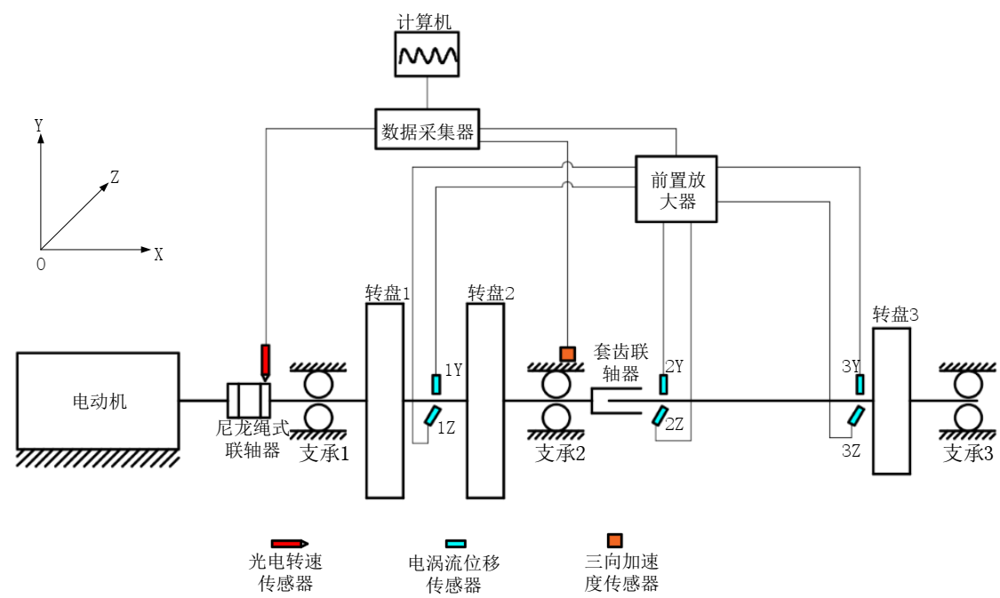 计算机
数据采集器
Y
Z
前置放
大器
X
O
转盘1
转盘2
转盘3
套齿联
轴器
1Y
2Y
3Y
电动机
1Z
2Z
3Z
尼龙绳式
联轴器
支承1
支承2
支承3
光电转速
传感器
电涡流位移
传感器
三向加速
度传感器